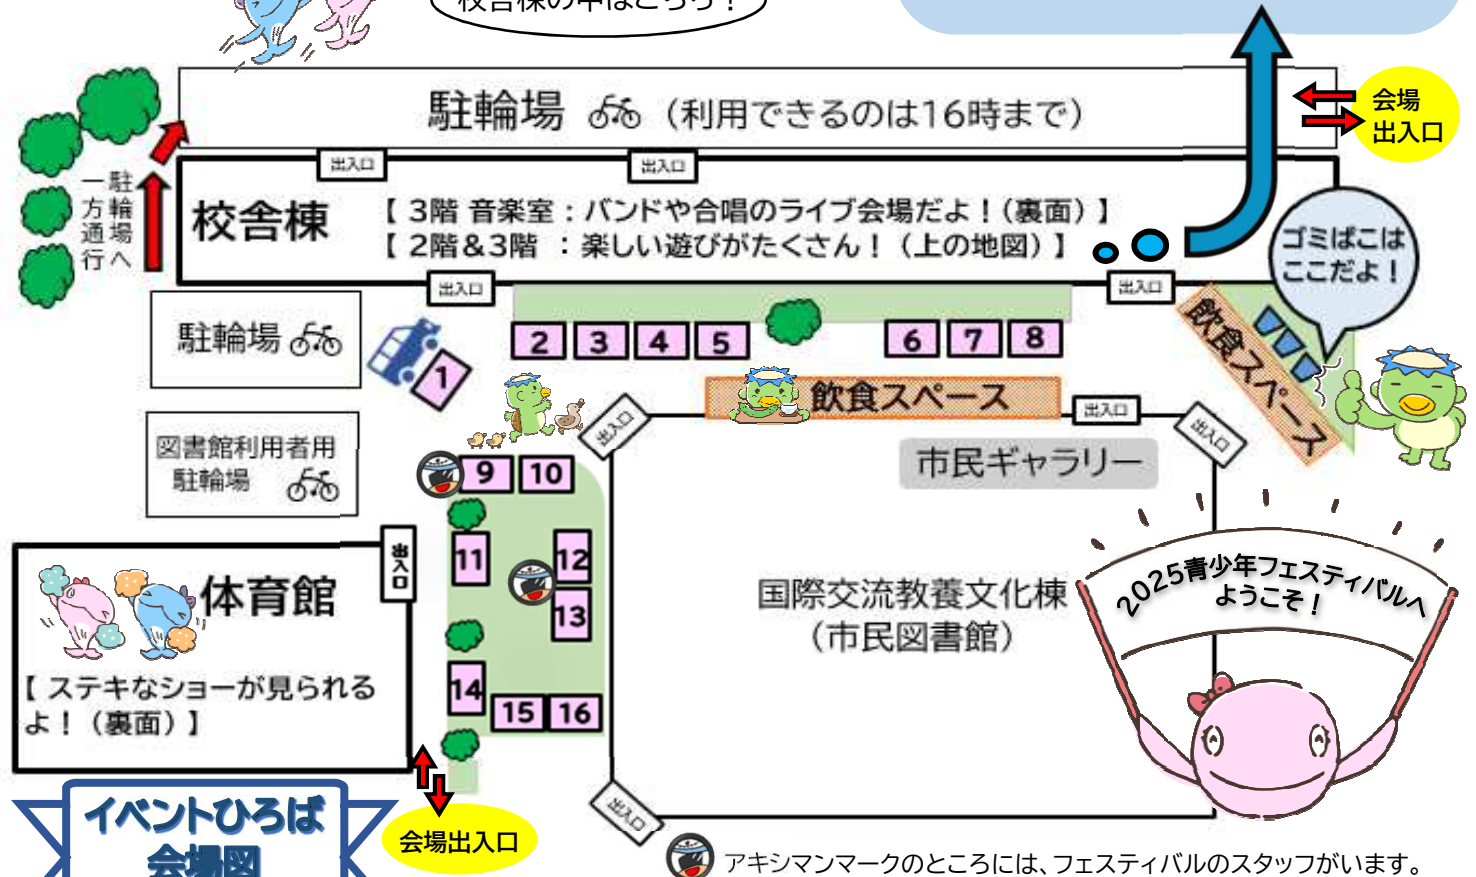 校舎棟の中はこちら！
駐輪場 （利用できるのは16時まで）
会場
出入口
出入口
出入口
駐輪場へ
一方通行
校舎棟
【 3階 音楽室：バンドや合唱のライブ会場だよ！（裏面）】
【 2階＆3階 ：楽しい遊びがたくさん！（上の地図）】
ゴミばこは
ここだよ！
出入口
出入口
駐輪場
1
2
3
4
5
6
7
8
飲食スペース
飲食スペース
出入口
出入口
出入口
市民ギャラリー
図書館利用者用
駐輪場
9
10
11
12
13
14
15
16
出入口
体育館
【 ステキなショーが見られる
よ！（裏面）】
国際交流教養文化棟
（市民図書館）
2025青少年フェスティバルへ
ようこそ！
イベントひろば
会場図
会場出入口
出入口
アキシマンマークのところには、フェスティバルのスタッフがいます。